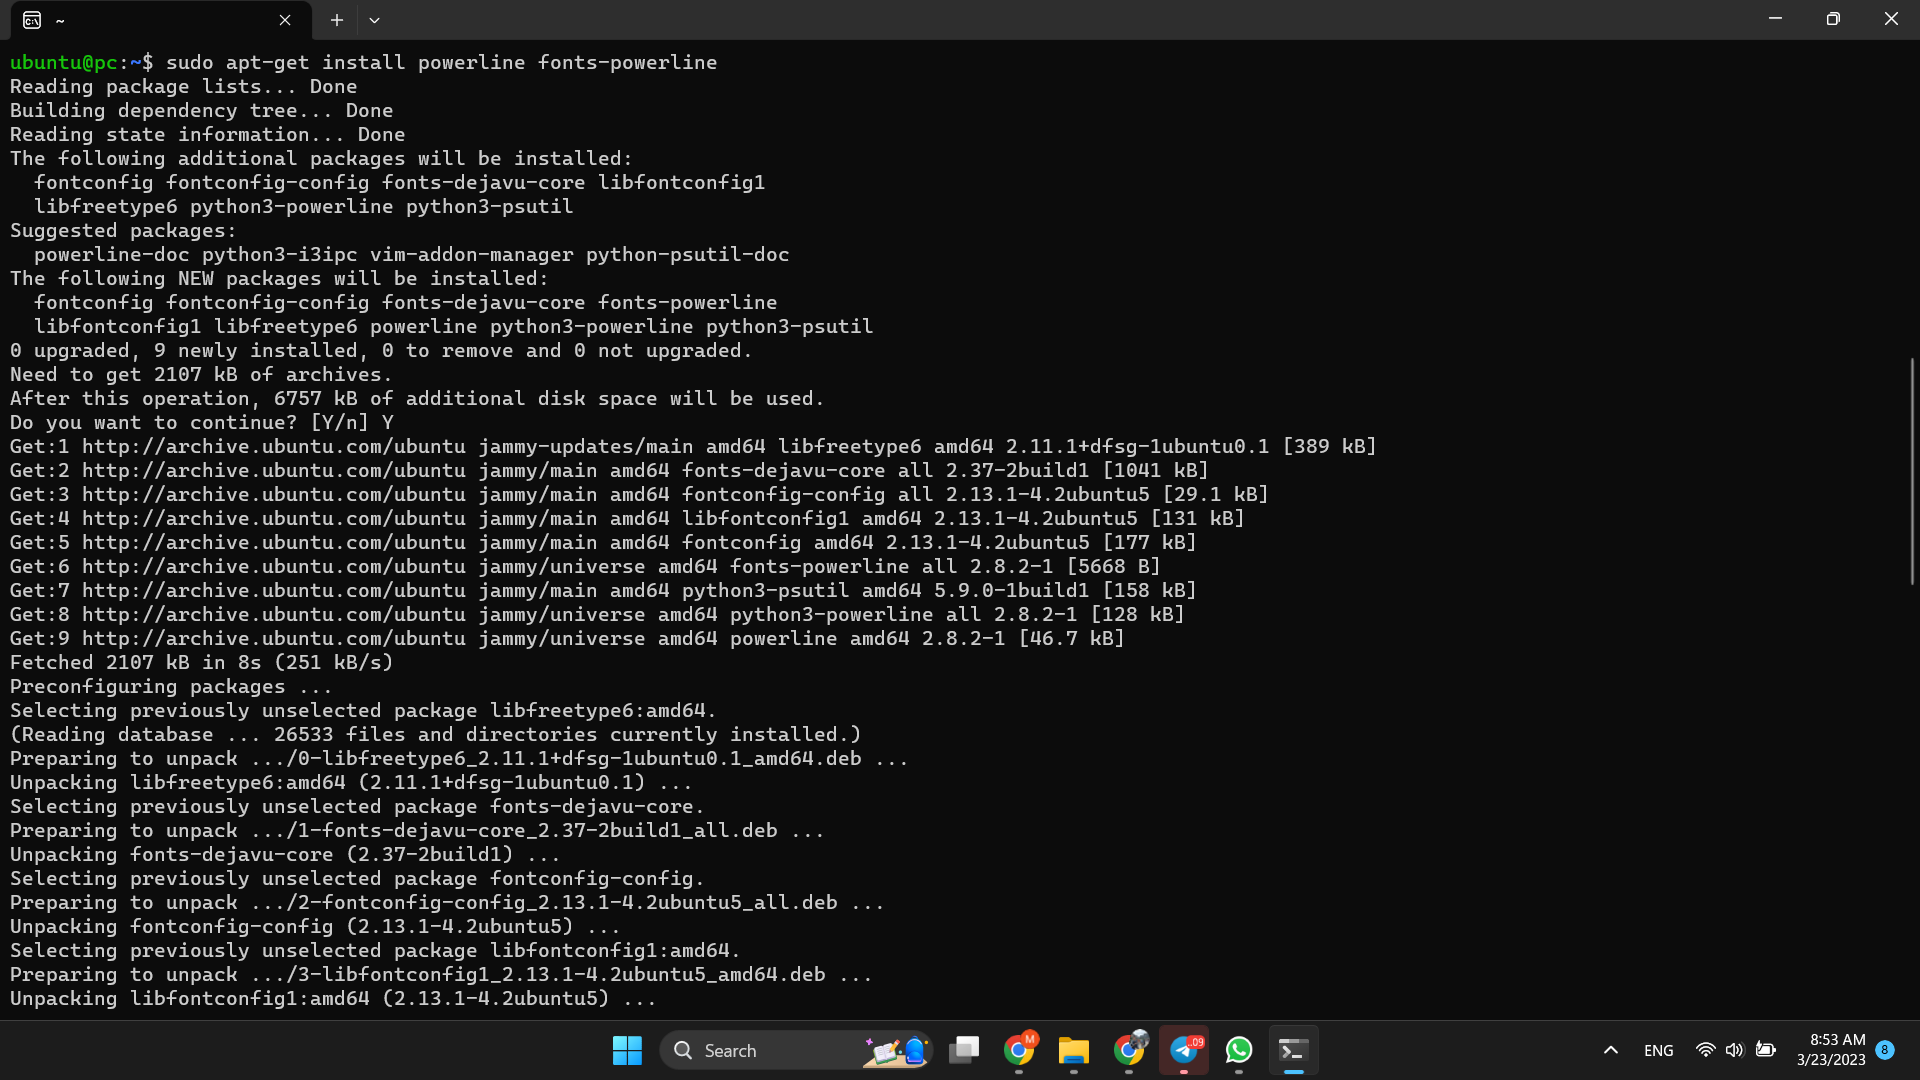 ~
ubuntu@pc:~$ sudo apt-get install powerline fonts-powerline
Reading package lists... Done
Building dependency tree... Done
Reading state information... Done
The following additional packages will be installed:
  fontconfig fontconfig-config fonts-dejavu-core libfontconfig1
  libfreetype6 python3-powerline python3-psutil
Suggested packages:
  powerline-doc python3-i3ipc vim-addon-manager python-psutil-doc
The following NEW packages will be installed:
  fontconfig fontconfig-config fonts-dejavu-core fonts-powerline
  libfontconfig1 libfreetype6 powerline python3-powerline python3-psutil
0 upgraded, 9 newly installed, 0 to remove and 0 not upgraded.
Need to get 2107 kB of archives.
After this operation, 6757 kB of additional disk space will be used.
Do you want to continue? [Y/n] Y
Get:1 http://archive.ubuntu.com/ubuntu jammy-updates/main amd64 libfreetype6 amd64 2.11.1+dfsg-1ubuntu0.1 [389 kB]
Get:2 http://archive.ubuntu.com/ubuntu jammy/main amd64 fonts-dejavu-core all 2.37-2build1 [1041 kB]
Get:3 http://archive.ubuntu.com/ubuntu jammy/main amd64 fontconfig-config all 2.13.1-4.2ubuntu5 [29.1 kB]
Get:4 http://archive.ubuntu.com/ubuntu jammy/main amd64 libfontconfig1 amd64 2.13.1-4.2ubuntu5 [131 kB]
Get:5 http://archive.ubuntu.com/ubuntu jammy/main amd64 fontconfig amd64 2.13.1-4.2ubuntu5 [177 kB]
Get:6 http://archive.ubuntu.com/ubuntu jammy/universe amd64 fonts-powerline all 2.8.2-1 [5668 B]
Get:7 http://archive.ubuntu.com/ubuntu jammy/main amd64 python3-psutil amd64 5.9.0-1build1 [158 kB]
Get:8 http://archive.ubuntu.com/ubuntu jammy/universe amd64 python3-powerline all 2.8.2-1 [128 kB]
Get:9 http://archive.ubuntu.com/ubuntu jammy/universe amd64 powerline amd64 2.8.2-1 [46.7 kB]
Fetched 2107 kB in 8s (251 kB/s)
Preconfiguring packages ...
Selecting previously unselected package libfreetype6:amd64.
(Reading database ... 26533 files and directories currently installed.)
Preparing to unpack .../0-libfreetype6_2.11.1+dfsg-1ubuntu0.1_amd64.deb ...
Unpacking libfreetype6:amd64 (2.11.1+dfsg-1ubuntu0.1) ...
Selecting previously unselected package fonts-dejavu-core.
Preparing to unpack .../1-fonts-dejavu-core_2.37-2build1_all.deb ...
Unpacking fonts-dejavu-core (2.37-2build1) ...
Selecting previously unselected package fontconfig-config.
Preparing to unpack .../2-fontconfig-config_2.13.1-4.2ubuntu5_all.deb ...
Unpacking fontconfig-config (2.13.1-4.2ubuntu5) ...
Selecting previously unselected package libfontconfig1:amd64.
Preparing to unpack .../3-libfontconfig1_2.13.1-4.2ubuntu5_amd64.deb ...
Unpacking libfontconfig1:amd64 (2.13.1-4.2ubuntu5) ...
Search
M
.09
ENG
8:53 AM
3/23/2023
8